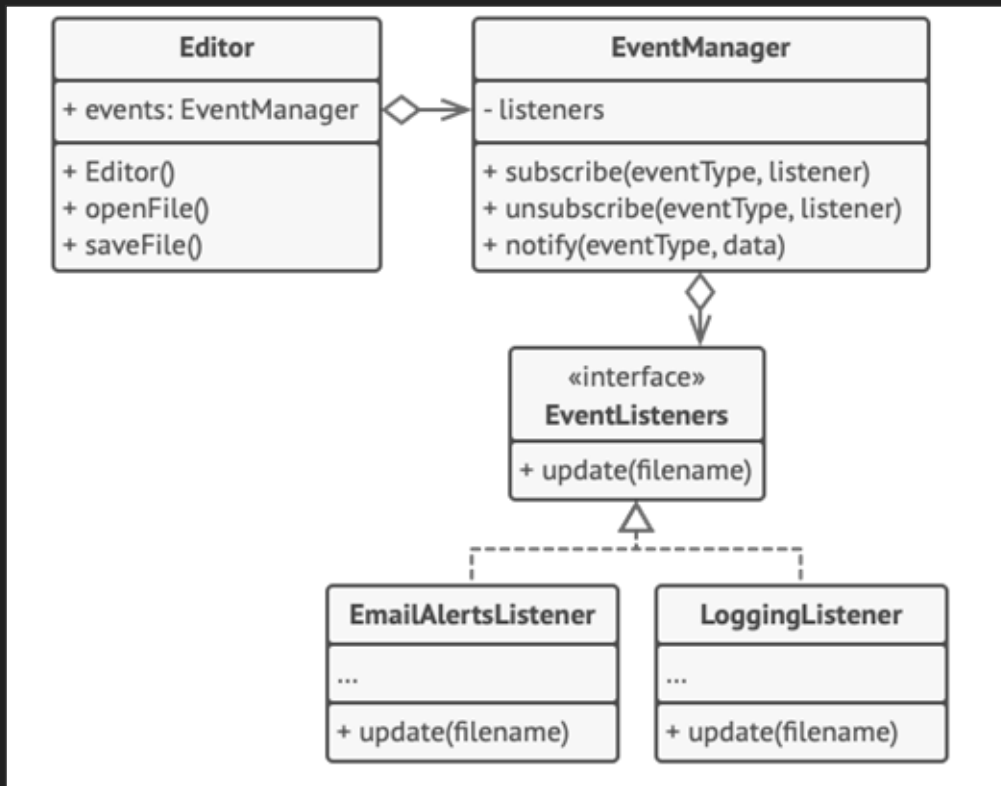 Editor
+ events: EventManager
+ Editor()
+ openFile()
+ saveFile()
EventManager
- listeners
+ subscribe(eventType, listener)
+ unsubscribe(eventType, listener)
+ notify(eventType, data)
«interface»
EventListeners
+ update(filename)
EmailAlertsListener
...
+ update(filename)
LoggingListener
...
+ update(filename)